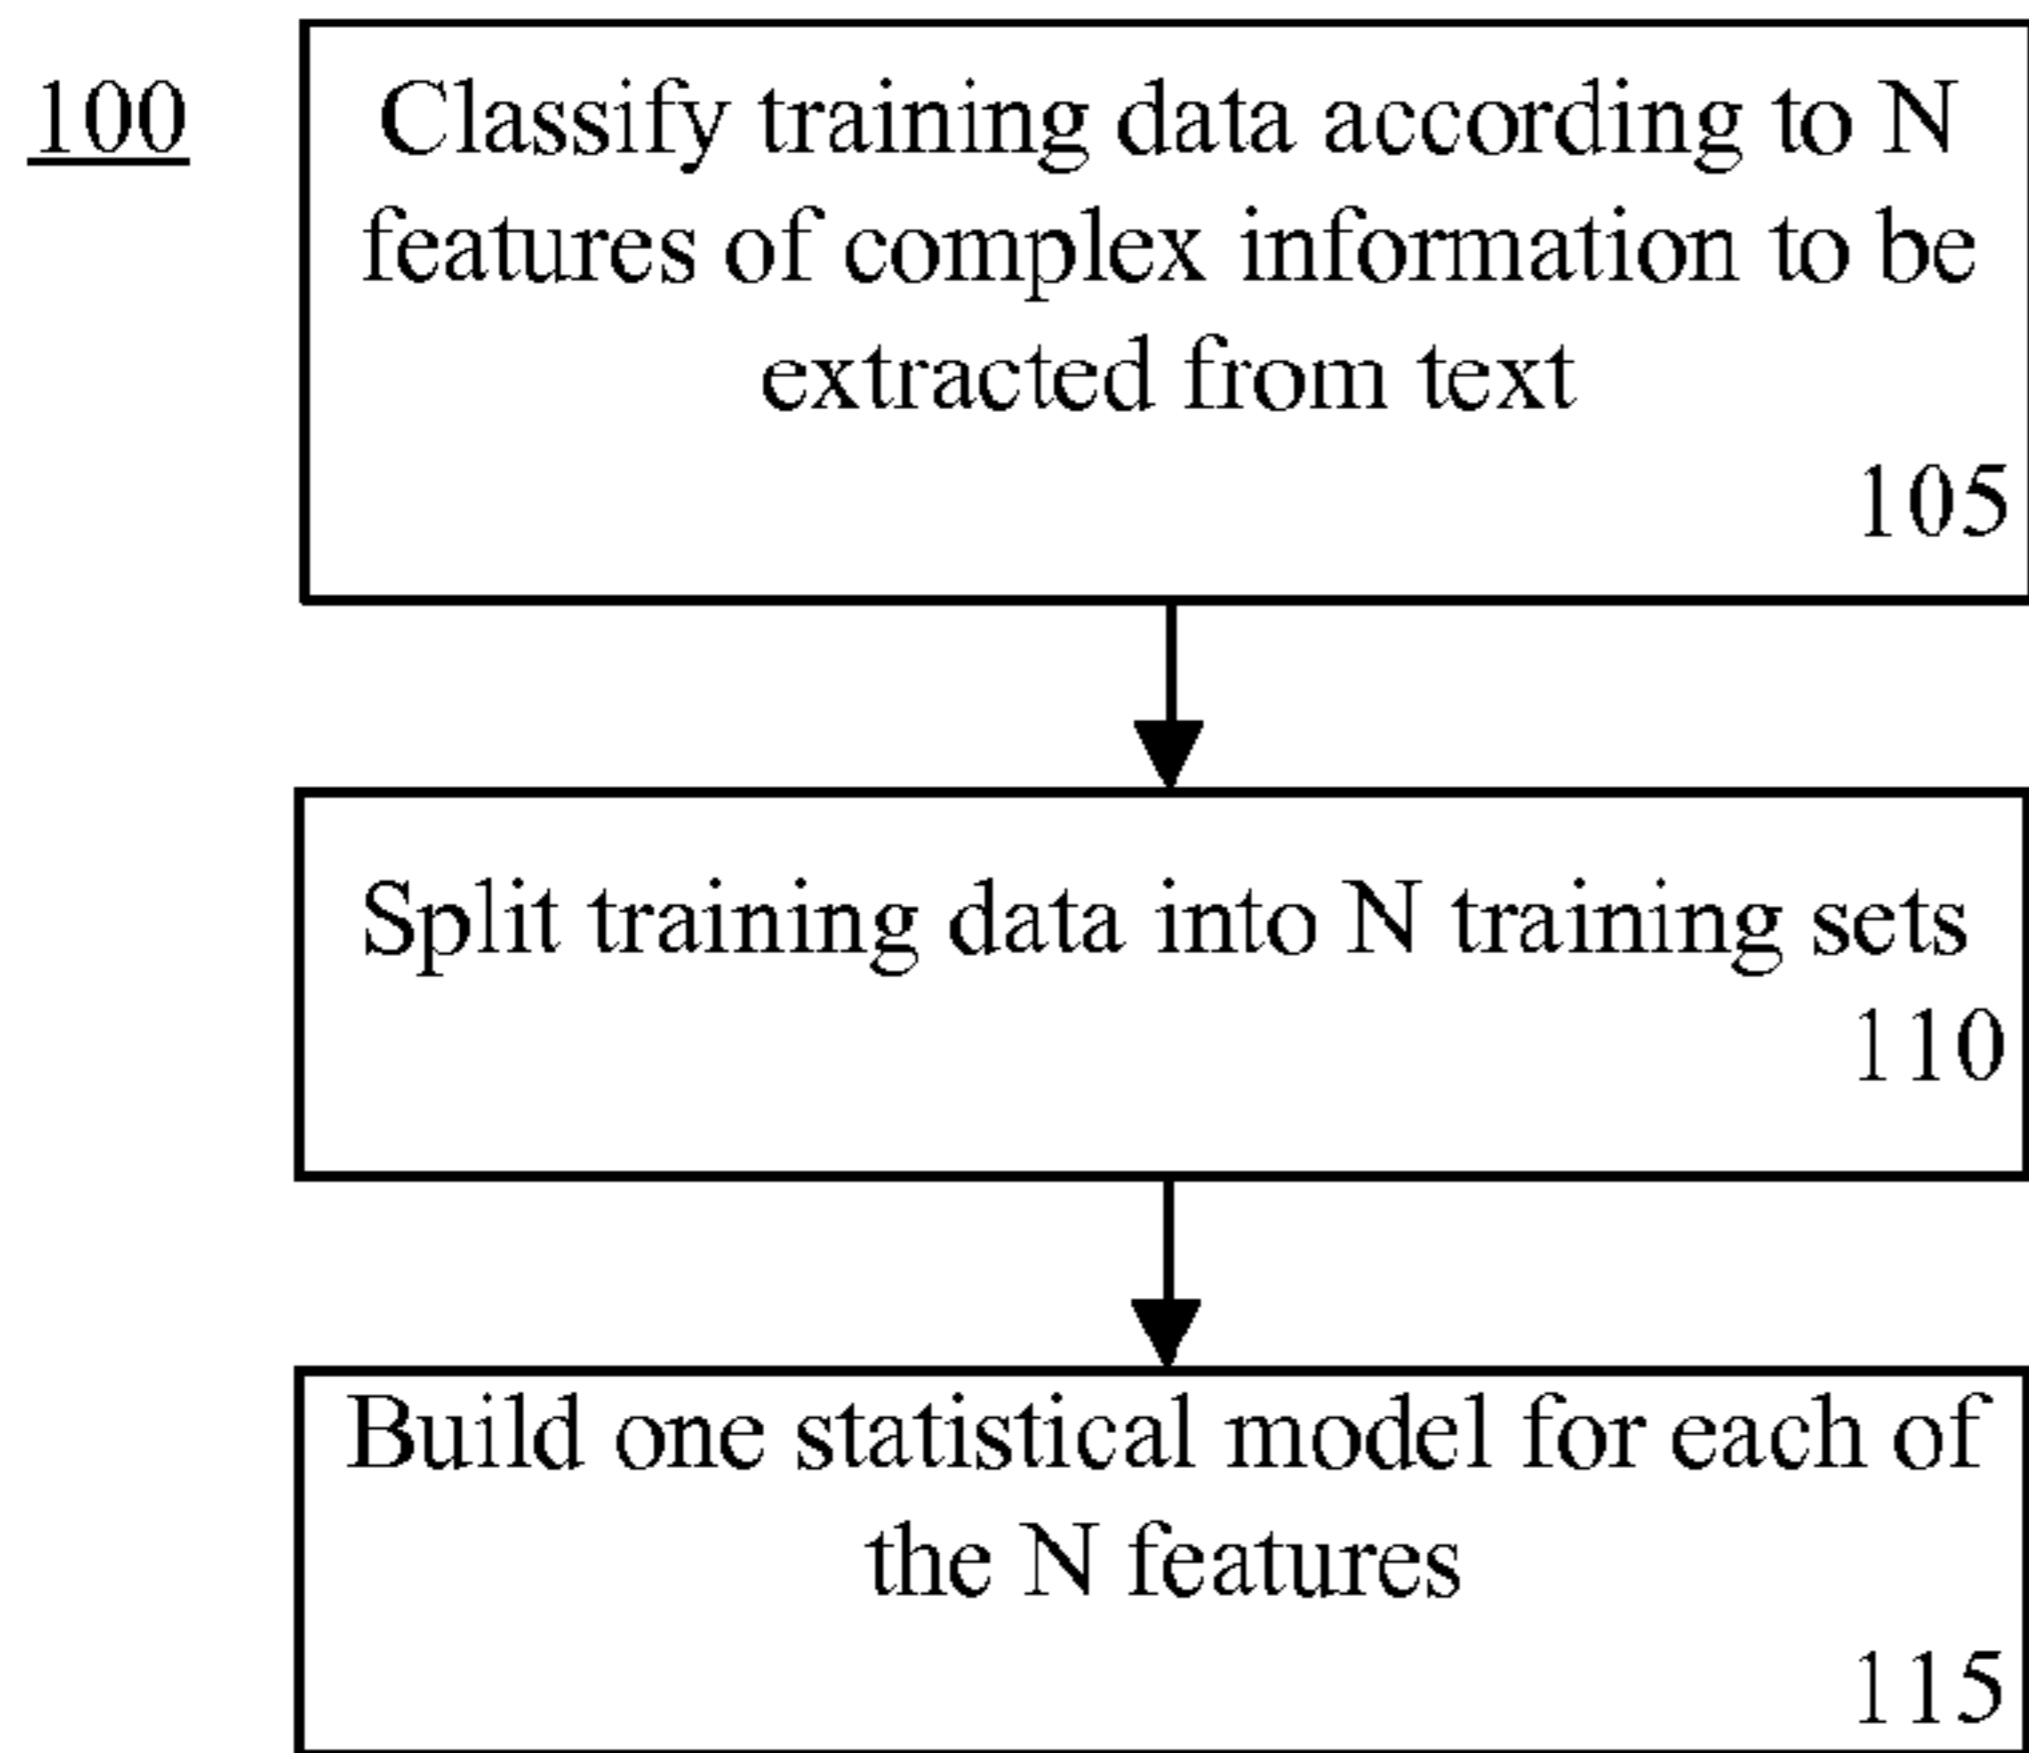 100
Classify training data according to N
features of complex information to be
extracted from text
105
Split training data into N training sets
110
Build one statistical model for each of
the N features
115